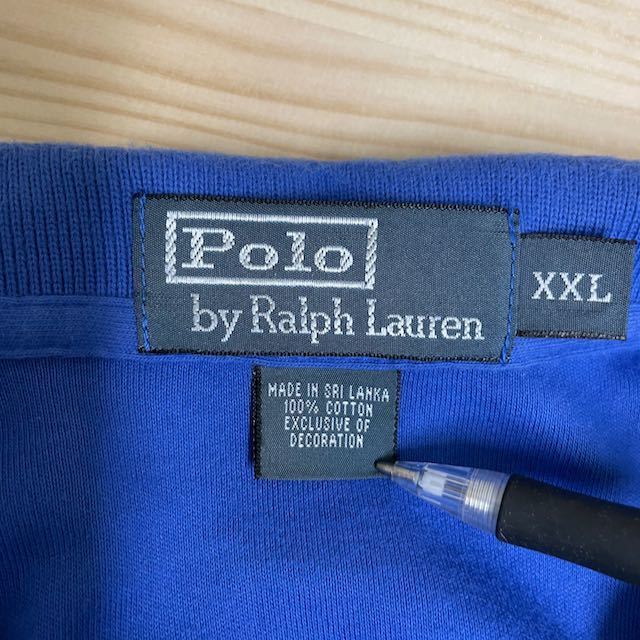 Polo
by Ralph Lauren
XXL
MADE IN SRI LANKA
100% COTTON
EXCLUSIVE OF
DECORATION